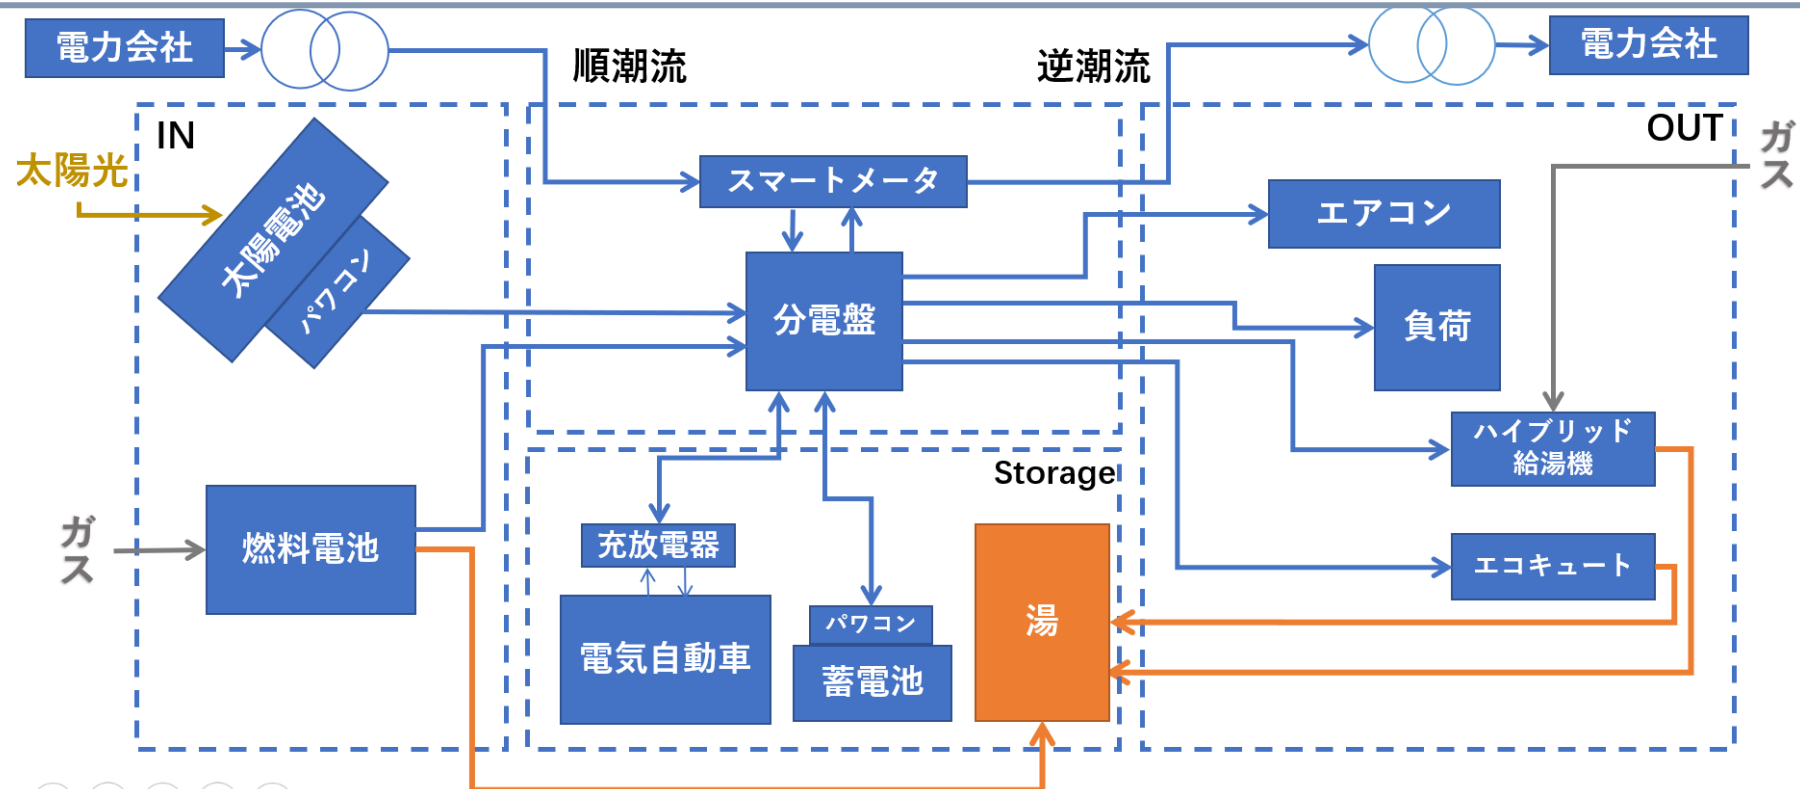 電力会社
順潮流
逆潮流
電力会社
IN
OUT
ガス
太陽光
太陽電池
パワコン
スマートメータ
エアコン
分電盤
負荷
ハイブリッド
給湯機
Storage
ガス
燃料電池
充放電器
エコキュート
電気自動車
パワコン
蓄電池
湯